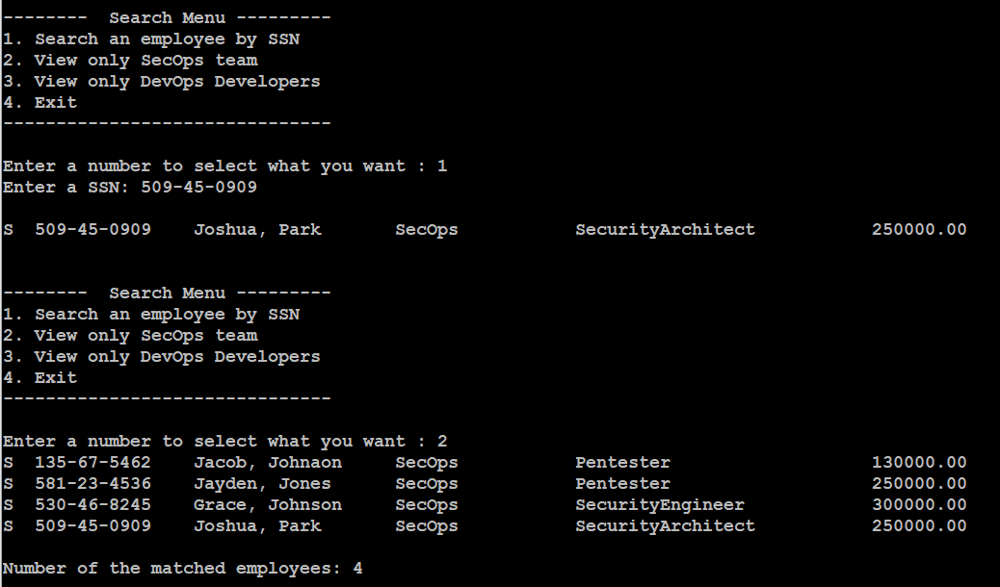 --------  Search Menu ---------
1. Search an employee by SSN
2. View only SecOps team
3. View only DevOps Developers
4. Exit
-------------------------------
Enter a number to select what you want : 1
Enter a SSN: 509-45-0909
S  509-45-0909    Joshua, Park       SecOps           SecurityArchitect           250000.00
--------  Search Menu ---------
1. Search an employee by SSN
2. View only SecOps team
3. View only DevOps Developers
4. Exit
-------------------------------
Enter a number to select what you want : 2
S  135-67-5462    Jacob, Johnaon     SecOps           Pentester                   130000.00
S  581-23-4536    Jayden, Jones      SecOps           Pentester                   250000.00
S  530-46-8245    Grace, Johnson     SecOps           SecurityEngineer            300000.00
S  509-45-0909    Joshua, Park       SecOps           SecurityArchitect           250000.00
Number of the matched employees: 4